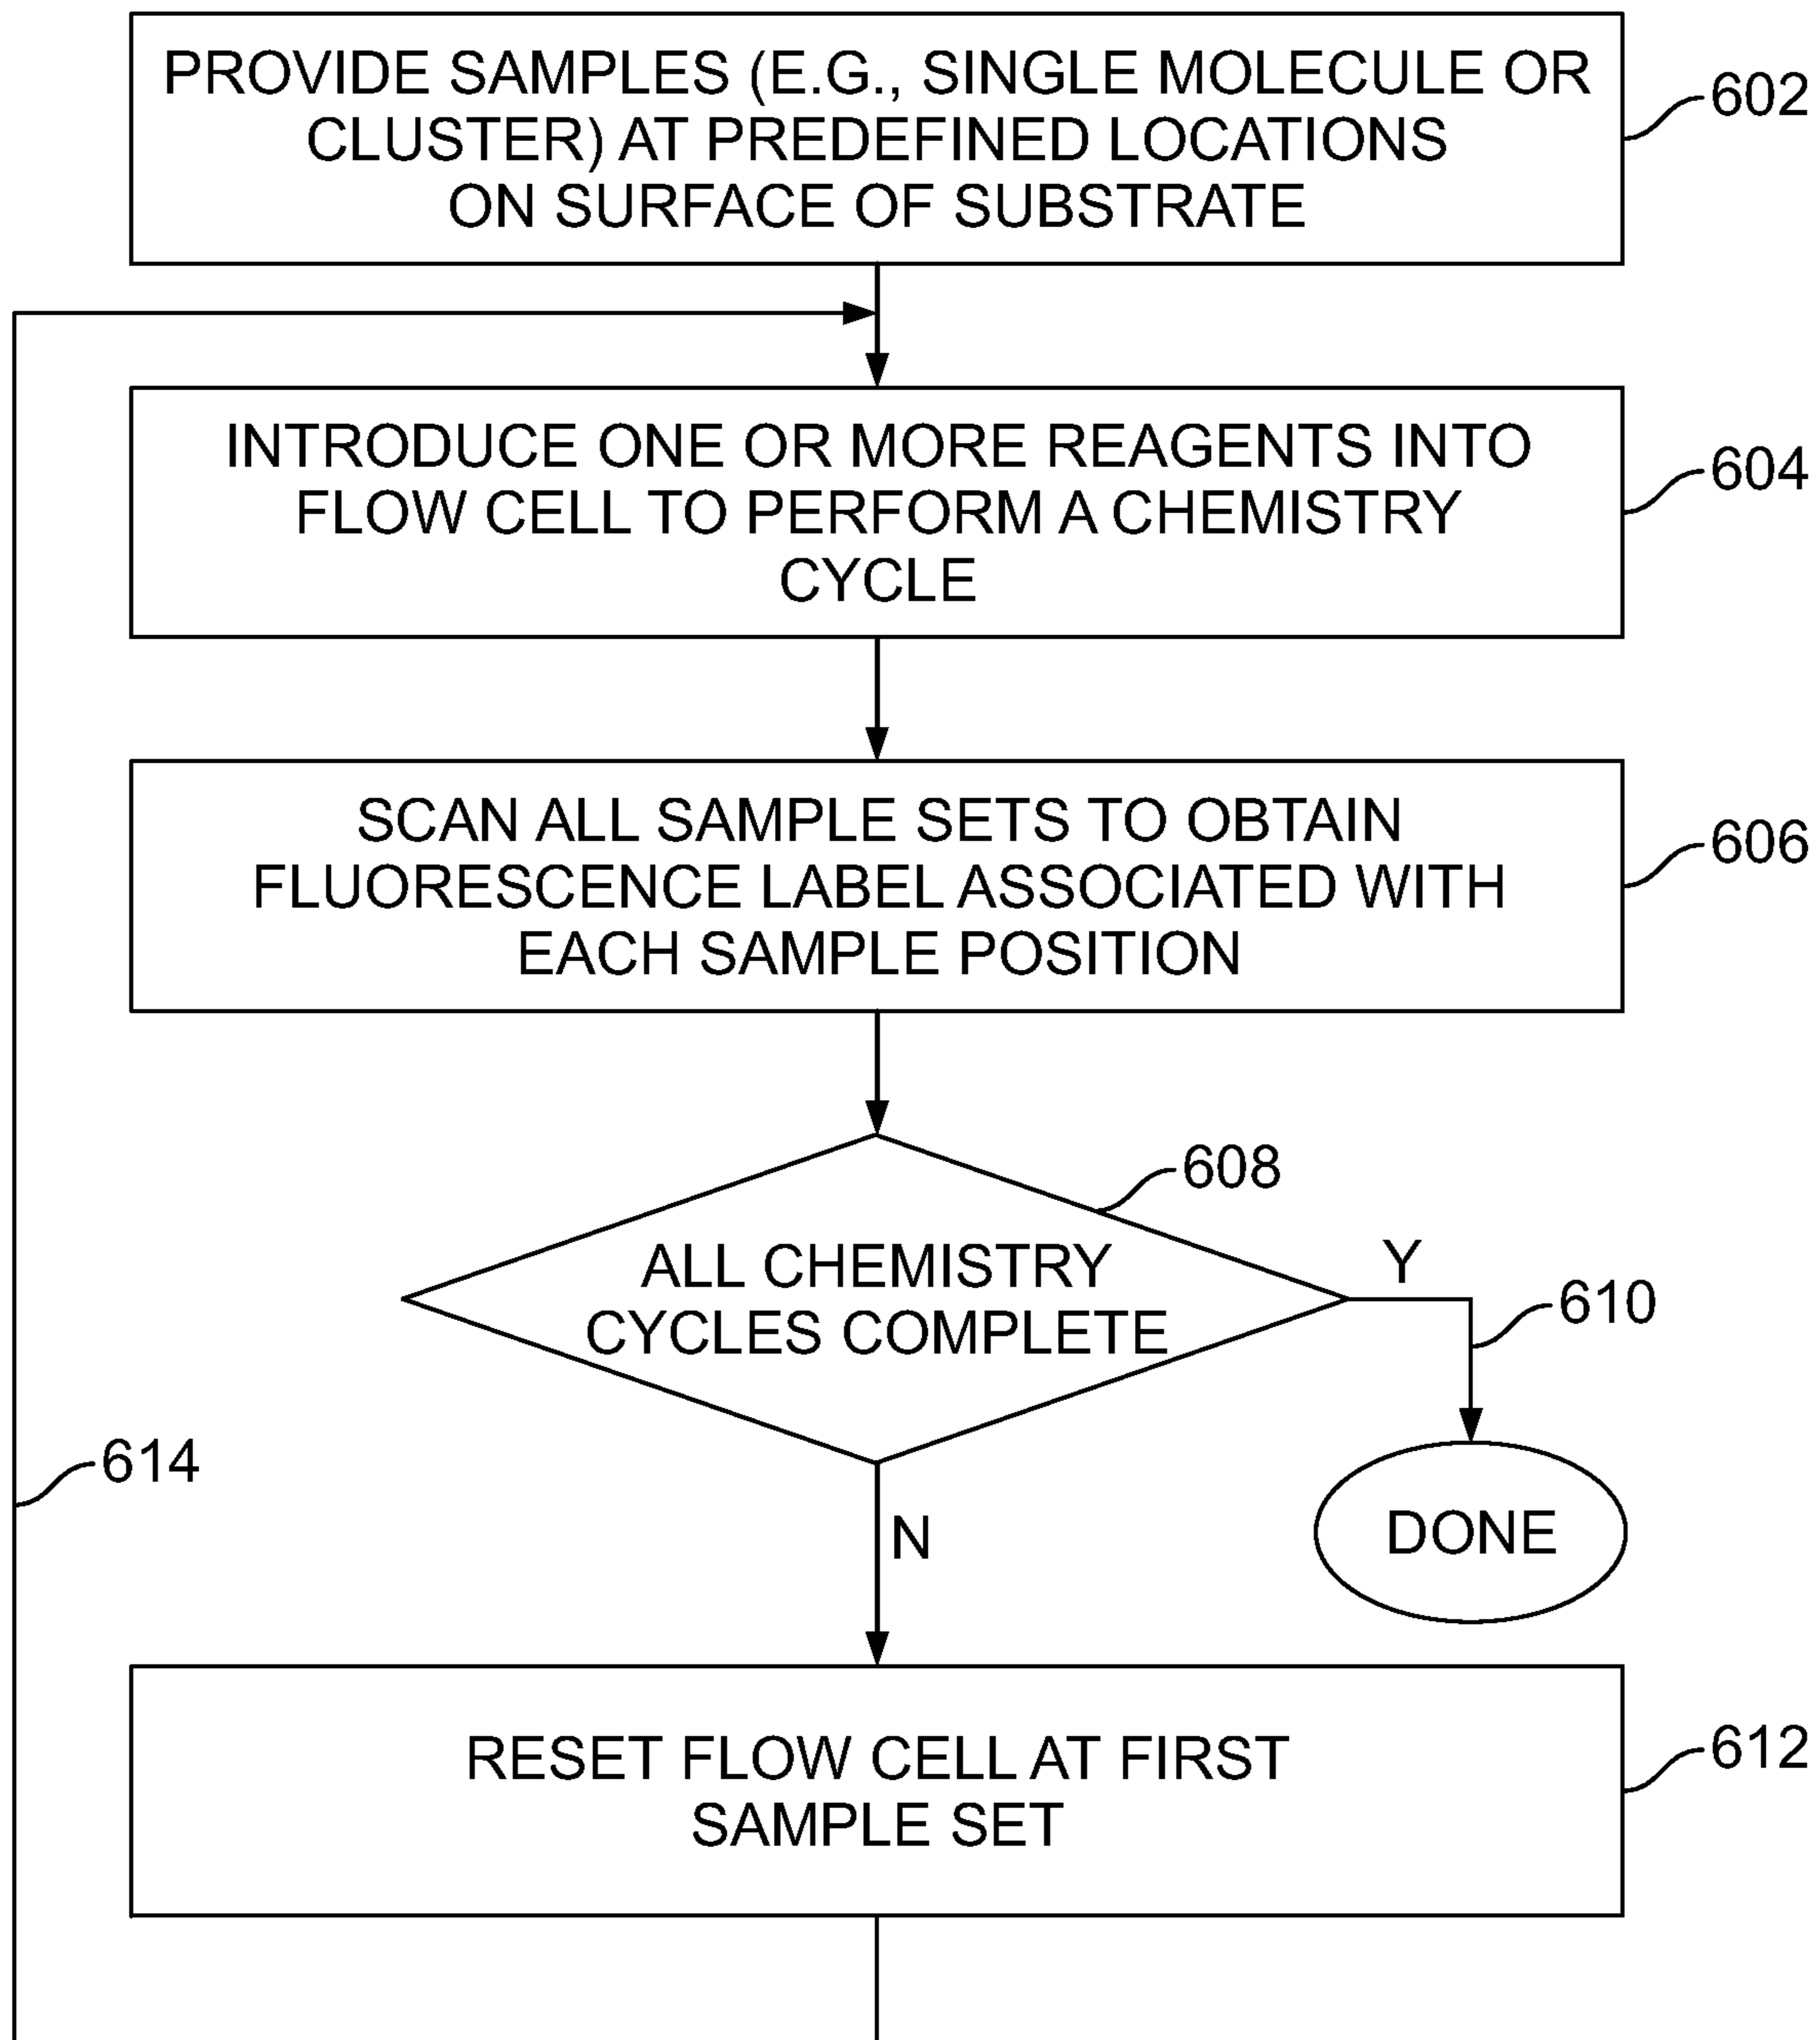 PROVIDE SAMPLES (E.G., SINGLE MOLECULE OR
CLUSTER) AT PREDEFINED LOCATIONS
ON SURFACE OF SUBSTRATE
602
INTRODUCE ONE OR MORE REAGENTS INTO
FLOW CELL TO PERFORM A CHEMISTRY
CYCLE
604
SCAN ALL SAMPLE SETS TO OBTAIN
FLUORESCENCE LABEL ASSOCIATED WITH
EACH SAMPLE POSITION
606
608
ALL CHEMISTRY
CYCLES COMPLETE
Y
610
614
N
DONE
RESET FLOW CELL AT FIRST
SAMPLE SET
612